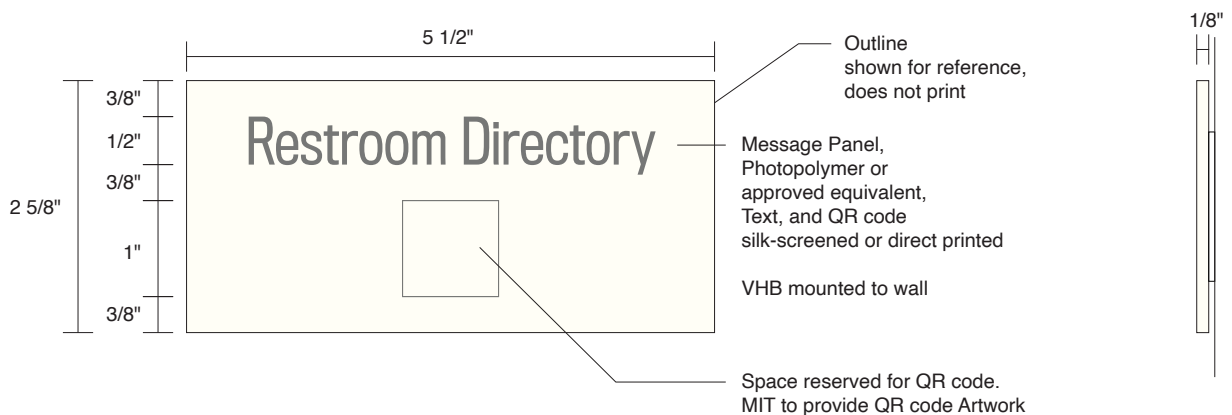 5 1/2"
1/8"
Outline
shown for reference,
does not print
3/8"
1/2"
3/8"
2 5/8"
1"
3/8"
Restroom Directory
Message Panel,
Photopolymer or
approved equivalent,
Text, and QR code
silk-screened or direct printed
VHB mounted to wall
Space reserved for QR code.
MIT to provide QR code Artwork